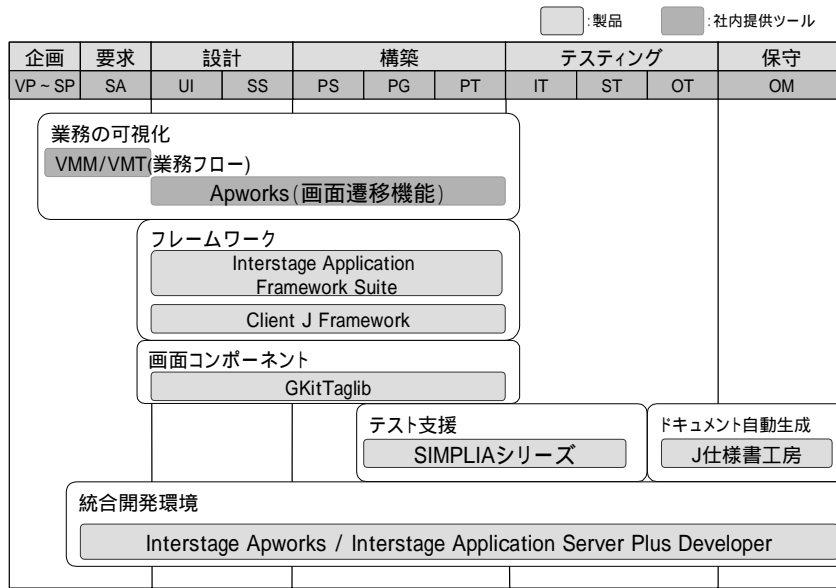 :製品 :社内提供ツール
企画 要求 設計 構築 テスティング 保守
VP~SP SA UI SS PS PG PT IT ST OT OM
業務の可視化
VMM/VMT(業務フロー)
Apworks(画面遷移機能)
フレームワーク
Interstage Application
Framework Suite
Client J Framework
画面コンポーネント
GKitTaglib
テスト支援 ドキュメント自動生成
SIMPLIAシリーズ J仕様書工房
統合開発環境
Interstage Apworks / Interstage Application Server Plus Developer